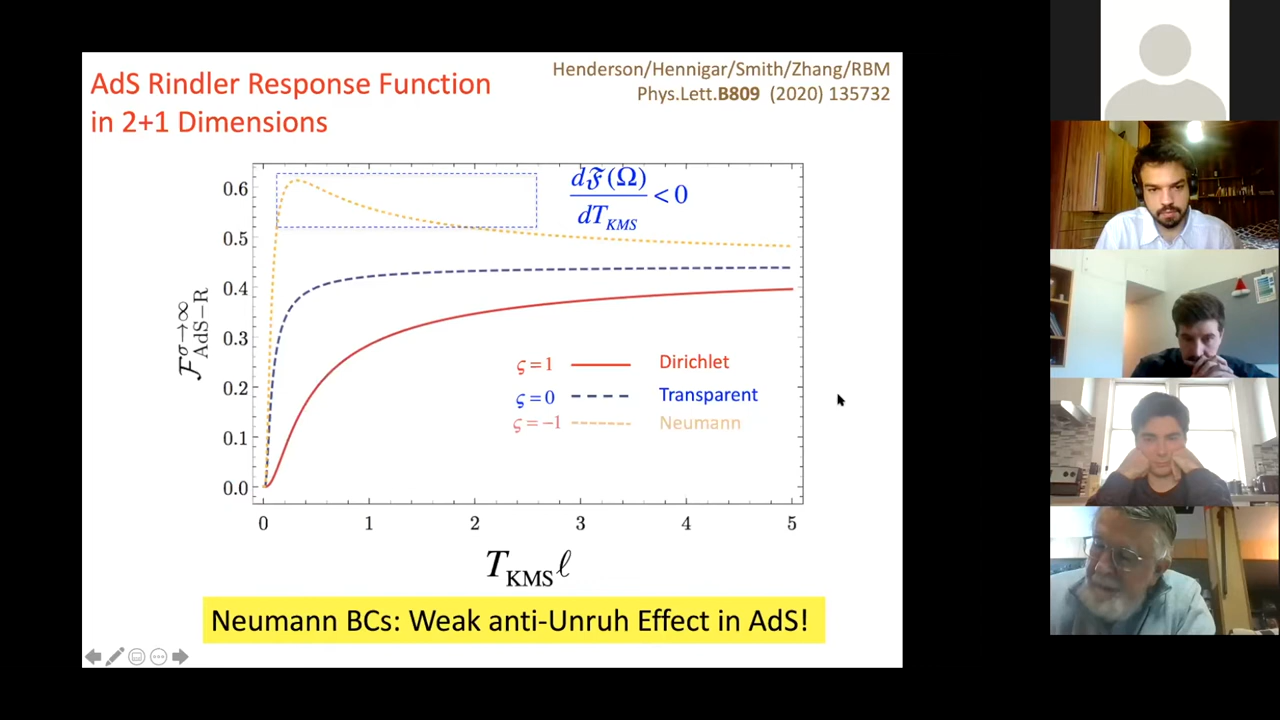 AdS Rindler Response Function
in 2+1 Dimensions
Henderson/Hennigar/Smith/Zhang/RBM
Phys.Lett.B809 (2020) 135732
ℱ^{σ→∞}_{AdS−R}
0.6
0.5
0.4
0.3
0.2
0.1
0.0
d𝔉(Ω)/dT_KMS < 0
ς=1 Dirichlet
ς=0 Transparent
ς=−1 Neumann
0 1 2 3 4 5
T_KMS ℓ
Neumann BCs: Weak anti-Unruh Effect in AdS!